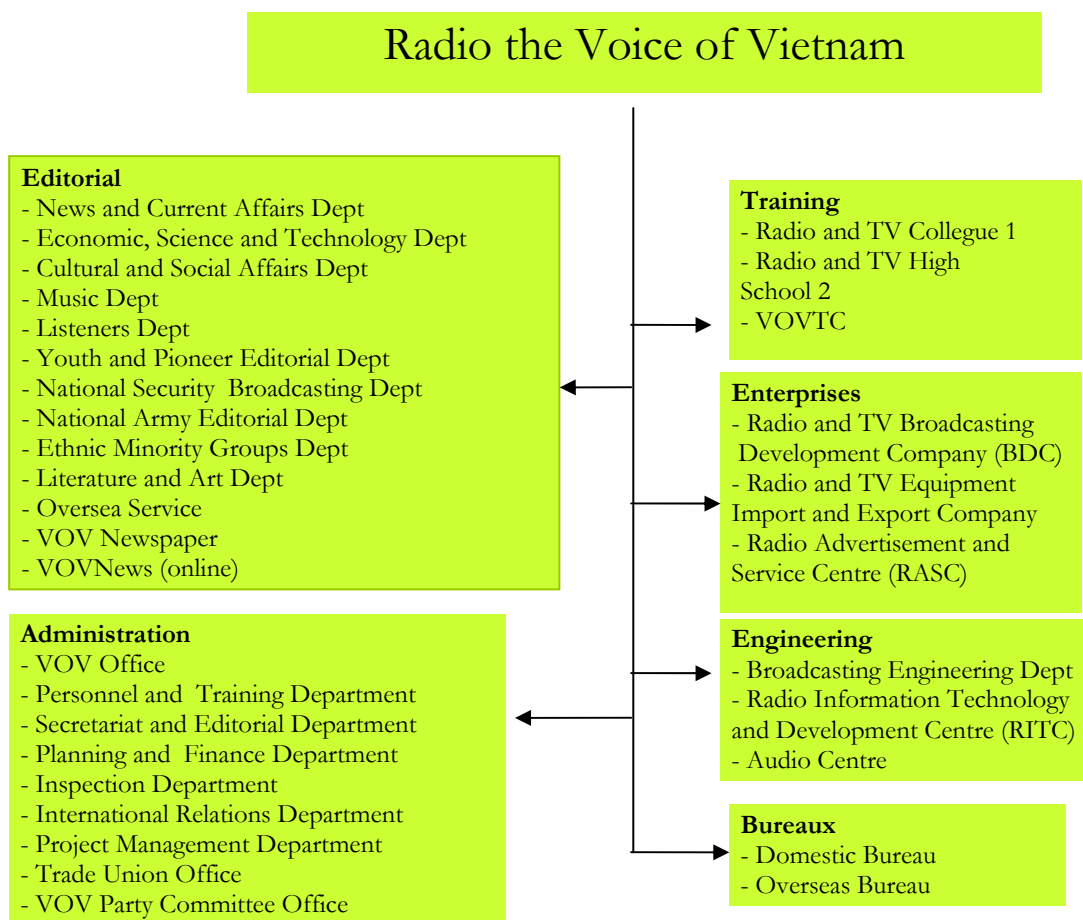 Radio the Voice of Vietnam
Editorial
- News and Current Affairs Dept
- Economic, Science and Technology Dept
- Cultural and Social Affairs Dept
- Music Dept
- Listeners Dept
- Youth and Pioneer Editorial Dept
- National Security  Broadcasting Dept
- National Army Editorial Dept
- Ethnic Minority Groups Dept
- Literature and Art Dept
- Oversea Service
- VOV Newspaper
- VOVNews (online)
Administration
- VOV Office
- Personnel and  Training Department
- Secretariat and Editorial Department
- Planning and  Finance Department
- Inspection Department
- International Relations Department
- Project Management Department
- Trade Union Office
- VOV Party Committee Office
Training
- Radio and TV Collegue 1
- Radio and TV High
School 2
- VOVTC
Enterprises
- Radio and TV Broadcasting
Development Company (BDC)
- Radio and TV Equipment
Import and Export Company
- Radio Advertisement and
Service Centre (RASC)
Engineering
- Broadcasting Engineering Dept
- Radio Information Technology
and Development Centre (RITC)
- Audio Centre
Bureaux
- Domestic Bureau
- Overseas Bureau